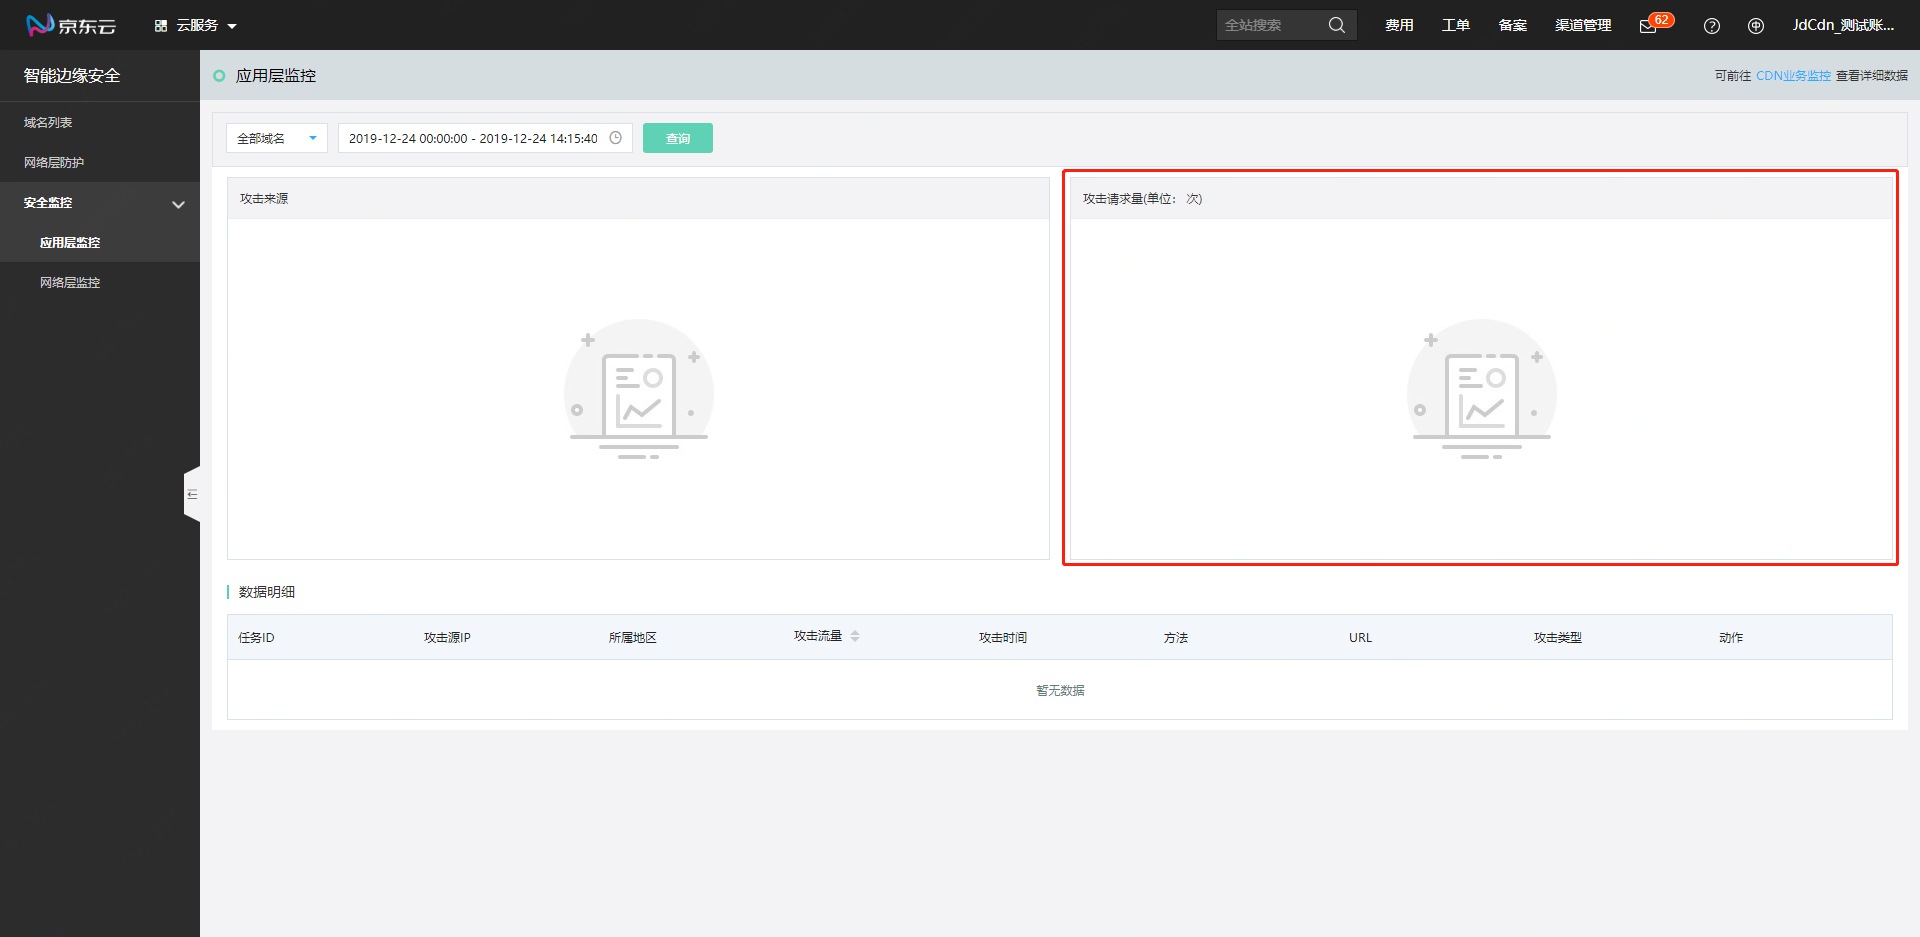 京东云 云服务 全站搜索 费用 工单 备案 渠道管理 62 JdCdn_测试账...
智能边缘安全
域名列表
网络层防护
安全监控
应用层监控
网络层监控
应用层监控 可前往 CDN业务监控 查看详细数据
全部域名 2019-12-24 00:00:00 - 2019-12-24 14:15:40 查询
攻击来源
攻击请求量(单位： 次)
数据明细
任务ID 攻击源IP 所属地区 攻击流量 攻击时间 方法 URL 攻击类型 动作
暂无数据